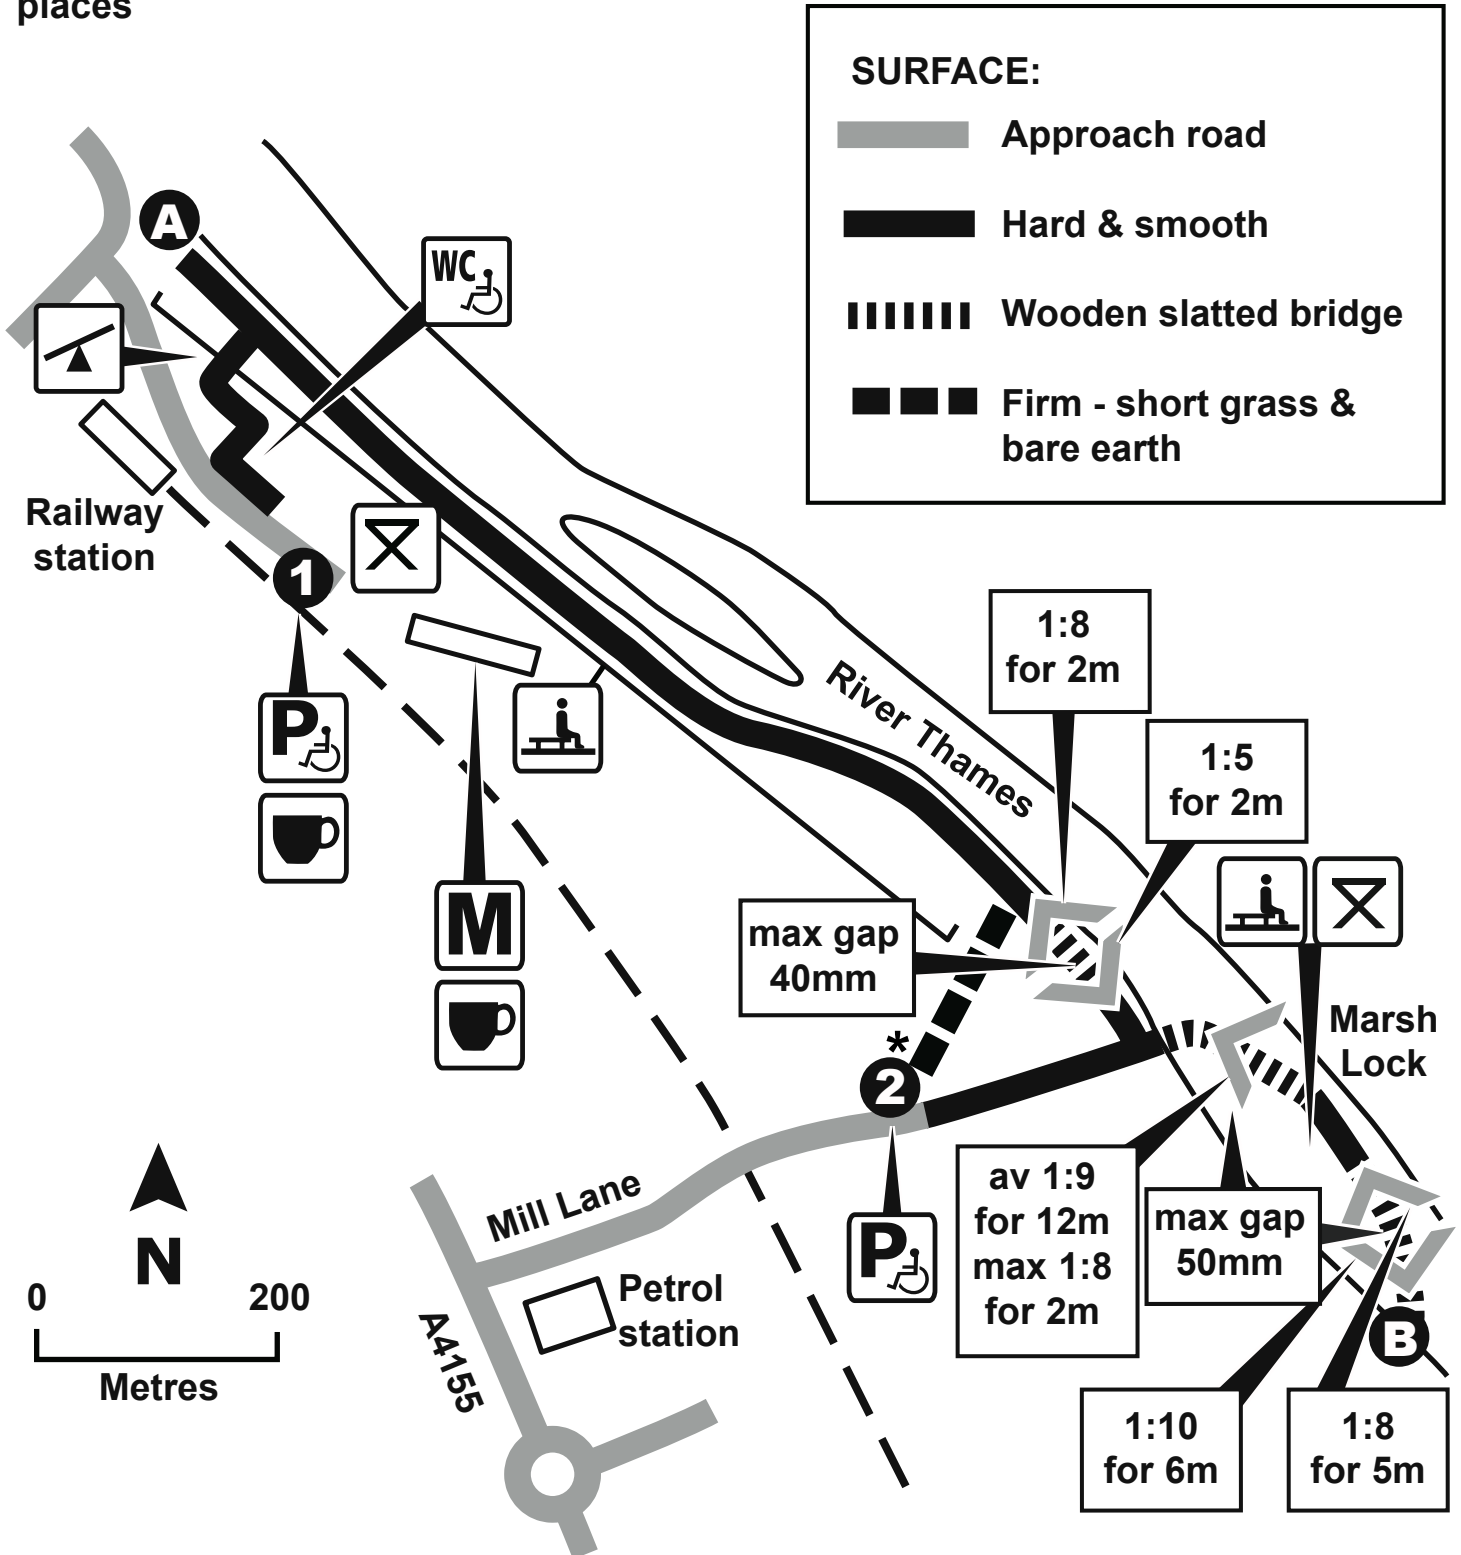 places
SURFACE:
Approach road
Hard & smooth
Wooden slatted bridge
Firm - short grass &
bare earth
A
WC
Railway
station
1
P
M
River Thames
1:8
for 2m
1:5
for 2m
max gap
40mm
*
2
Marsh
Lock
P
av 1:9
for 12m
max 1:8
for 2m
max gap
50mm
B
1:10
for 6m
1:8
for 5m
Mill Lane
Petrol
station
A4155
N
0 200
Metres